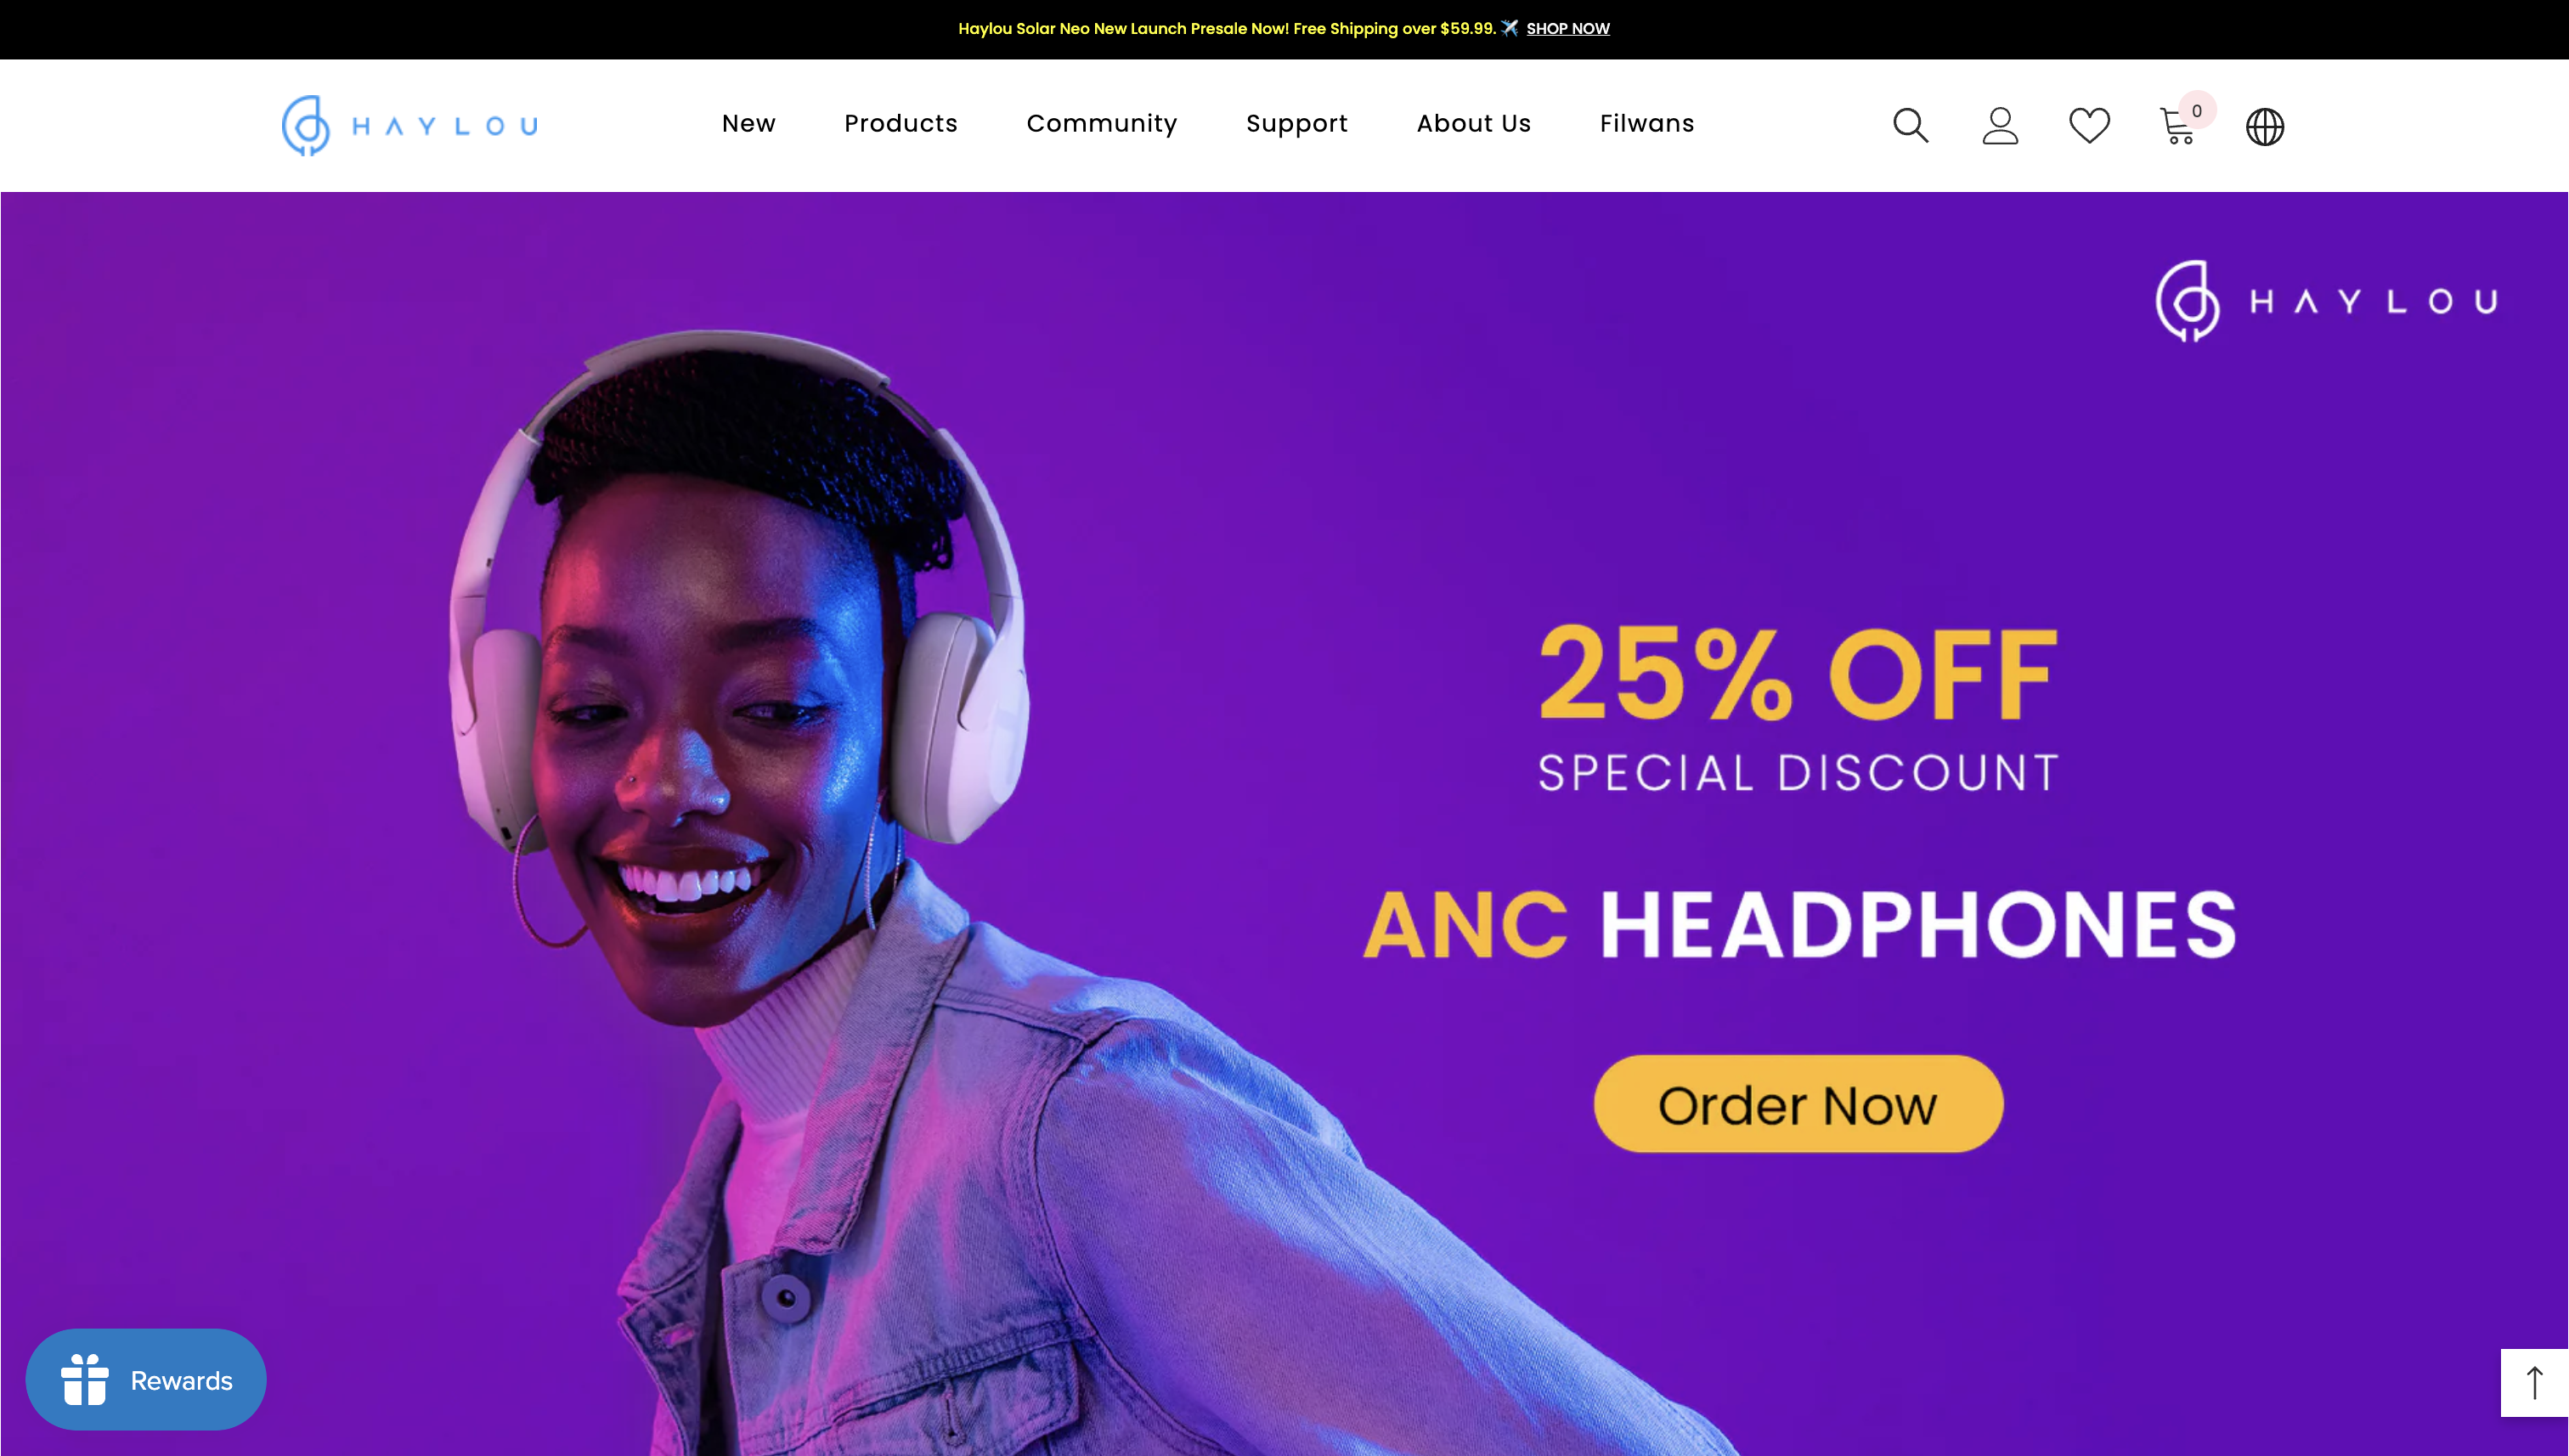 Haylou Solar Neo New Launch Presale Now! Free Shipping over $59.99. ✈️ SHOP NOW
HAYLOU
New Products Community Support About Us Filwans
0
HAYLOU
25% OFF
SPECIAL DISCOUNT
ANC HEADPHONES
Order Now
Rewards